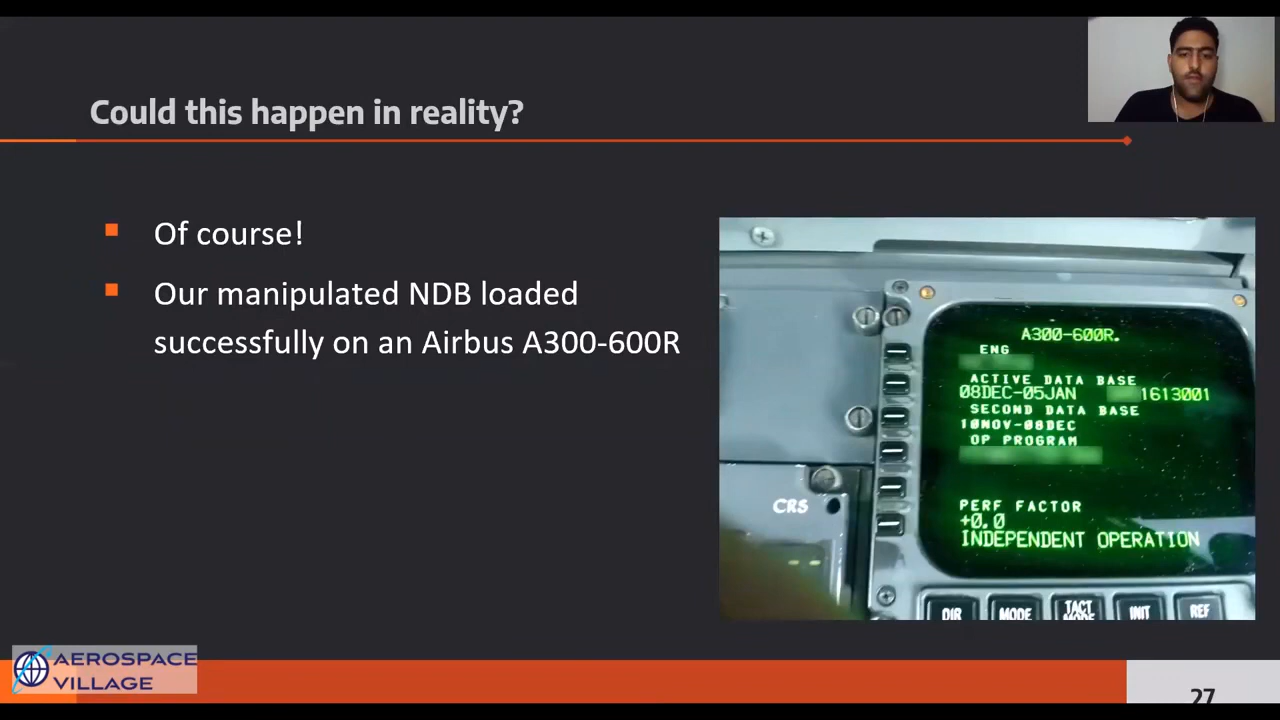 Could this happen in reality?
Of course!
Our manipulated NDB loaded
successfully on an Airbus A300-600R
A300-600R.
ENG
ACTIVE DATA BASE
08DEC-05JAN 1613001
SECOND DATA BASE
10NOV-08DEC
OP PROGRAM
CRS
PERF FACTOR
+0.0
INDEPENDENT OPERATION
DIR MODE TACT MODE INIT REF
AEROSPACE
VILLAGE
27